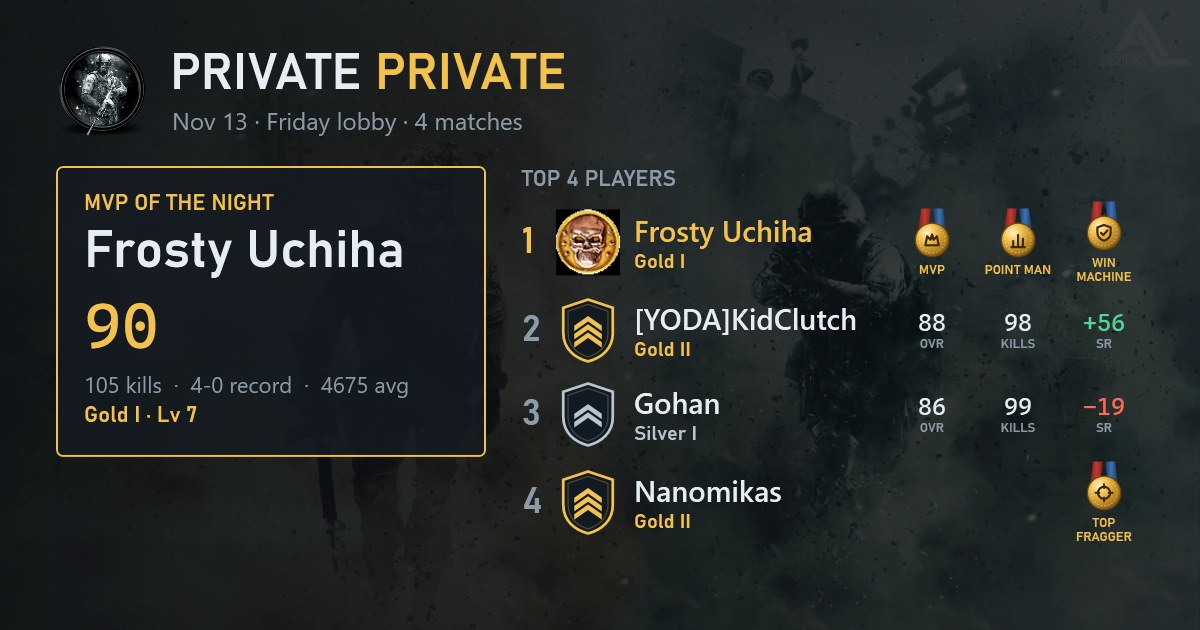 PRIVATE PRIVATE
Nov 13 · Friday lobby · 4 matches
MVP OF THE NIGHT
Frosty Uchiha
90
105 kills · 4-0 record · 4675 avg
Gold I · Lv 7
TOP 4 PLAYERS
1
Frosty Uchiha
Gold I
MVP
POINT MAN
WIN
MACHINE
2
[YODA]KidClutch
Gold II
88
OVR
98
KILLS
+56
SR
3
Gohan
Silver I
86
OVR
99
KILLS
−19
SR
4
Nanomikas
Gold II
TOP
FRAGGER